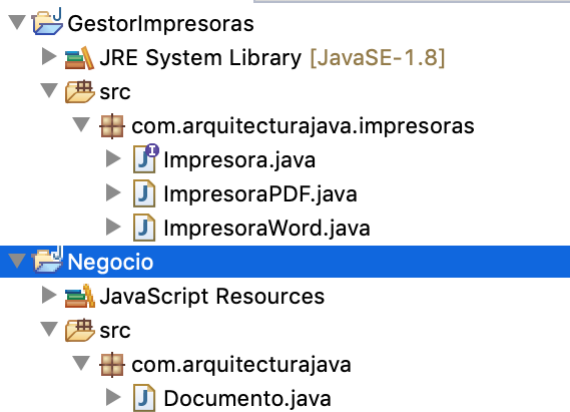 GestorImpresoras
JRE System Library [JavaSE-1.8]
src
com.arquitecturajava.impresoras
Impresora.java
ImpresoraPDF.java
ImpresoraWord.java
Negocio
JavaScript Resources
src
com.arquitecturajava
Documento.java